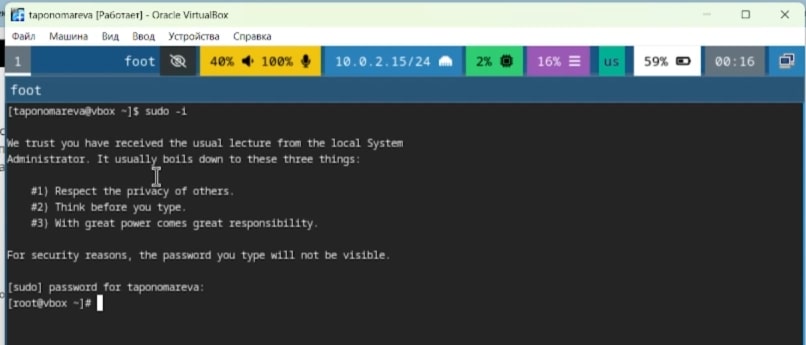 taponomareva [Работает] - Oracle VirtualBox
Файл Машина Вид Ввод Устройства Справка
1 foot 40% 100% 10.0.2.15/24 2% 16% us 59% 00:16
foot
[taponomareva@vbox ~]$ sudo -i
We trust you have received the usual lecture from the local System
Administrator. It usually boils down to these three things:
#1) Respect the privacy of others.
#2) Think before you type.
#3) With great power comes great responsibility.
For security reasons, the password you type will not be visible.
[sudo] password for taponomareva:
[root@vbox ~]#